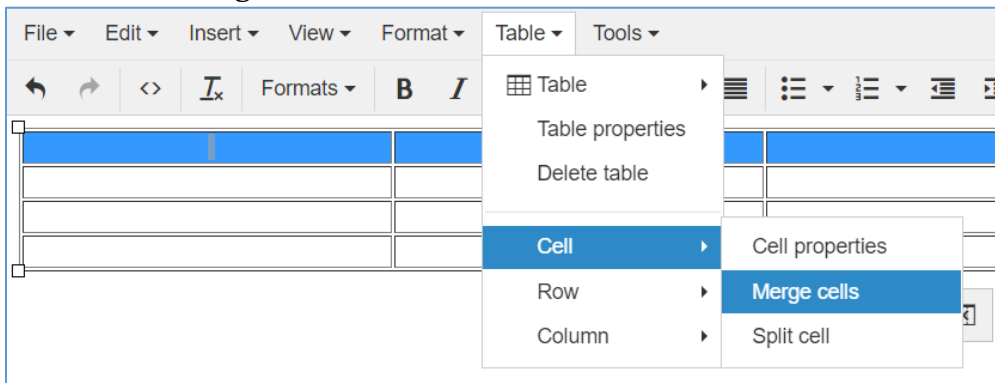 File Edit Insert View Format Table Tools
<> Formats B I
Table
Table properties
Delete table
Cell
Cell properties
Row
Merge cells
Column
Split cell